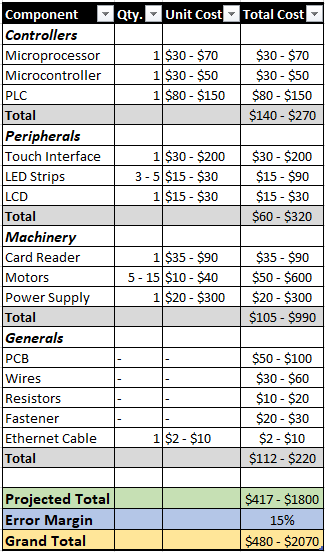 Component Qty. Unit Cost Total Cost
Controllers
Microprocessor 1 $30 - $70 $30 - $70
Microcontroller 1 $30 - $50 $30 - $50
PLC 1 $80 - $150 $80 - $150
Total $140 - $270
Peripherals
Touch Interface 1 $30 - $200 $30 - $200
LED Strips 3 - 5 $15 - $30 $15 - $90
LCD 1 $15 - $30 $15 - $30
Total $60 - $320
Machinery
Card Reader 1 $35 - $90 $35 - $90
Motors 5 - 15 $10 - $40 $50 - $600
Power Supply 1 $20 - $300 $20 - $300
Total $105 - $990
Generals
PCB - - $50 - $100
Wires - - $30 - $60
Resistors - - $10 - $20
Fastener - - $20 - $30
Ethernet Cable 1 $2 - $10 $2 - $10
Total $112 - $220
Projected Total $417 - $1800
Error Margin 15%
Grand Total $480 - $2070